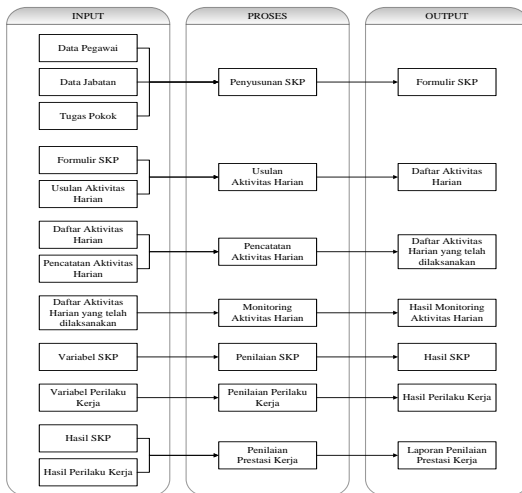 INPUT
PROSES
OUTPUT
Data Pegawai
Data Jabatan
Tugas Pokok
Penyusunan SKP
Formulir SKP
Formulir SKP
Usulan Aktivitas
Harian
Usulan
Aktivitas Harian
Daftar Aktivitas
Harian
Daftar Aktivitas
Harian
Pencatatan Aktivitas
Harian
Pencatatan
Aktivitas Harian
Daftar Aktivitas
Harian yang telah
dilaksanakan
Daftar Aktivitas
Harian yang telah
dilaksanakan
Monitoring
Aktivitas Harian
Hasil Monitoring
Aktivitas Harian
Variabel SKP
Penilaian SKP
Hasil SKP
Variabel Perilaku
Kerja
Penilaian Perilaku
Kerja
Hasil Perilaku Kerja
Hasil SKP
Hasil Perilaku Kerja
Penilaian
Prestasi Kerja
Laporan Penilaian
Prestasi Kerja